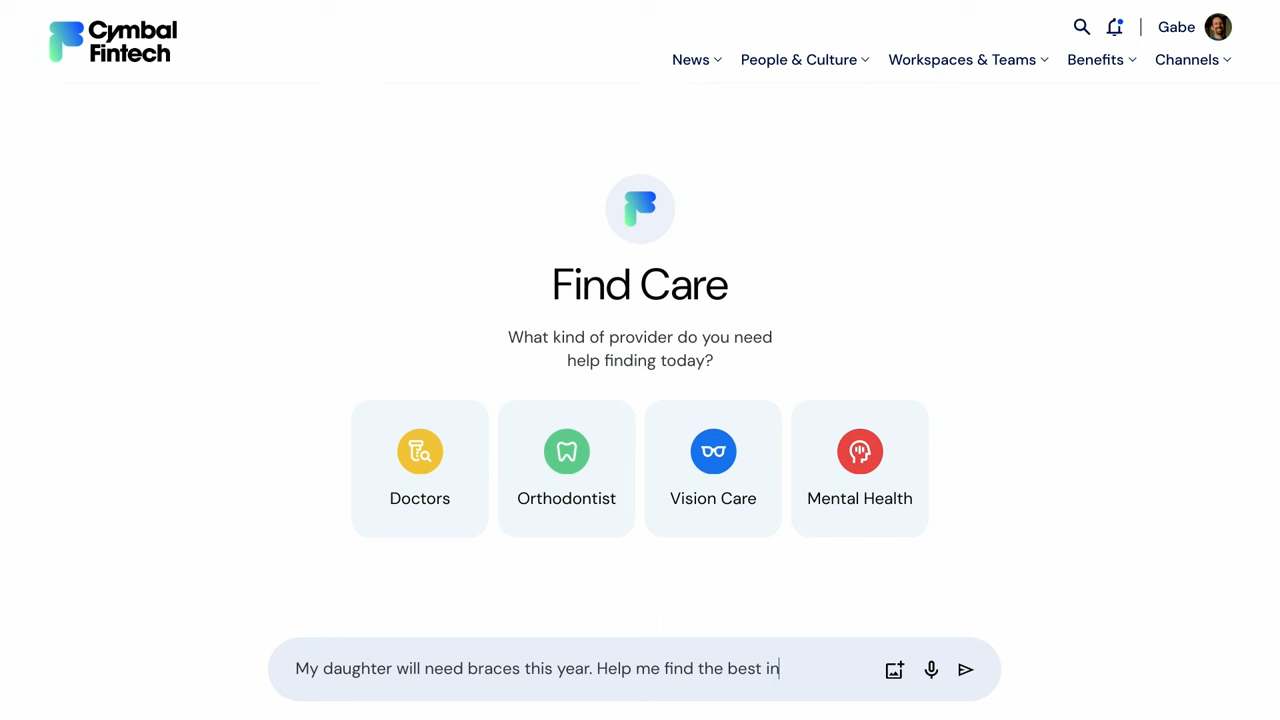 Cymbal
Fintech
Gabe
News
People & Culture
Workspaces & Teams
Benefits
Channels
Find Care
What kind of provider do you need
help finding today?
Doctors
Orthodontist
Vision Care
Mental Health
My daughter will need braces this year. Help me find the best in